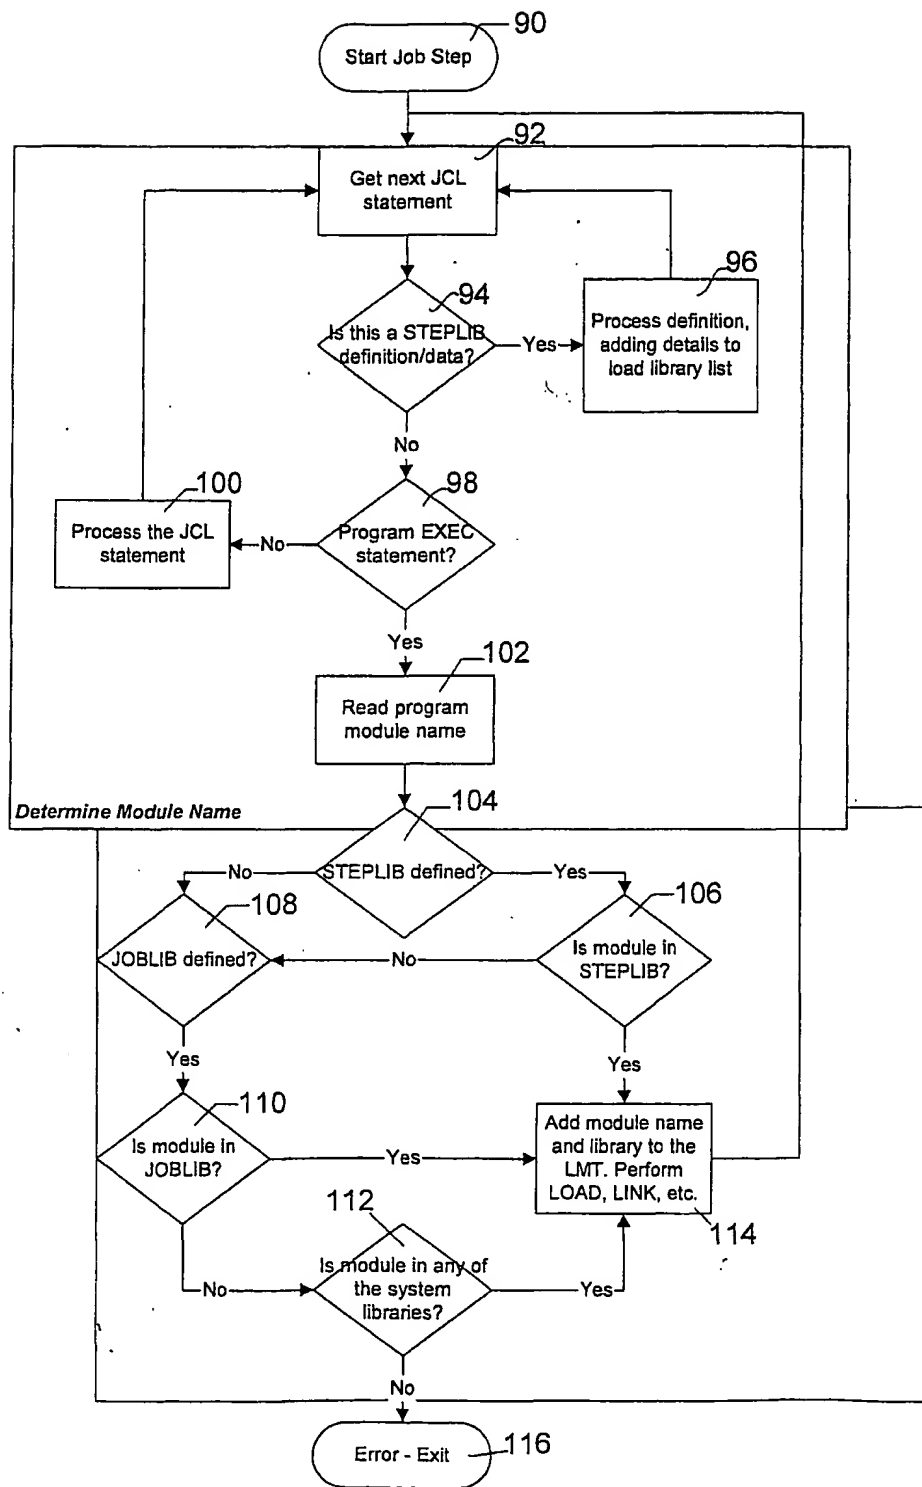 90
Start Job Step
92
Get next JCL
statement
94
Is this a STEPLIB
definition/data?
Yes
96
Process definition,
adding details to
load library list
No
98
Program EXEC
statement?
No
100
Process the JCL
statement
Yes
102
Read program
module name
Determine Module Name
104
STEPLIB defined?
No
Yes
108
JOBLIB defined?
106
Is module in
STEPLIB?
No
Yes
Yes
110
Is module in
JOBLIB?
Yes
Add module name
and library to the
LMT. Perform
LOAD, LINK, etc.
114
112
Is module in any of
the system
libraries?
No
Yes
No
Error - Exit
116